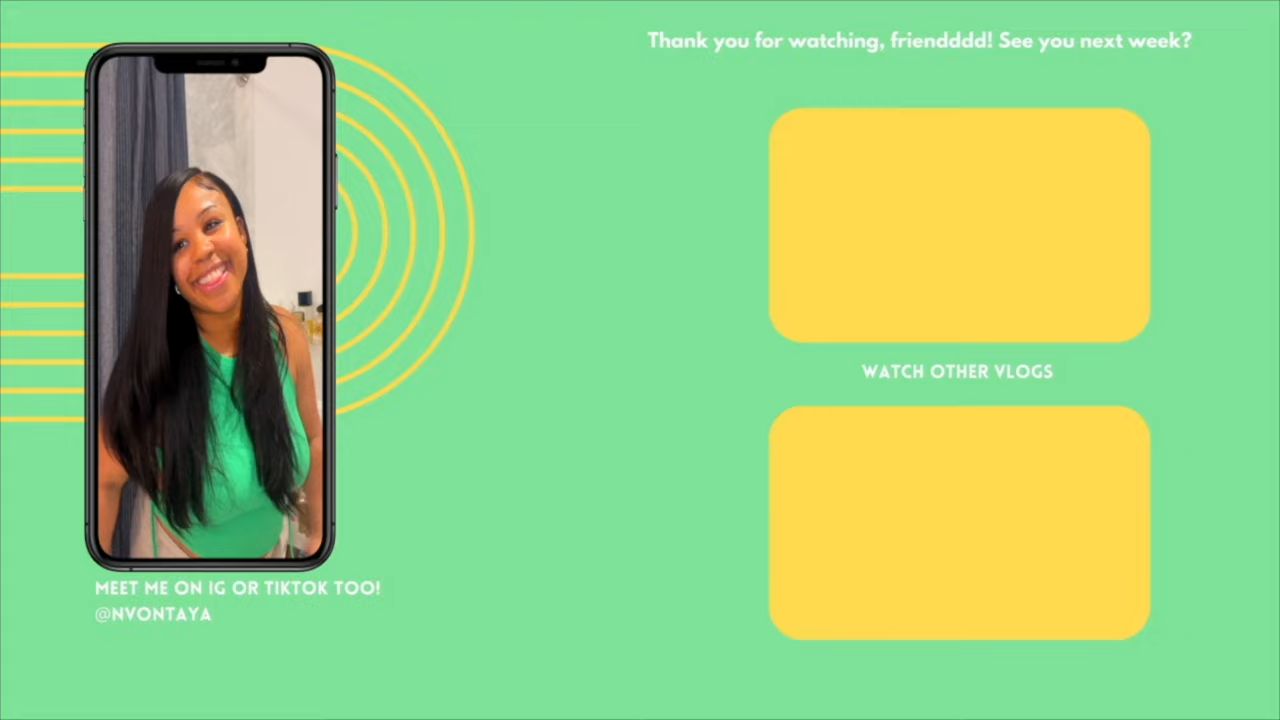 Thank you for watching, friendddd! See you next week?
WATCH OTHER VLOGS
MEET ME ON IG OR TIKTOK TOO!
@NVONTAYA